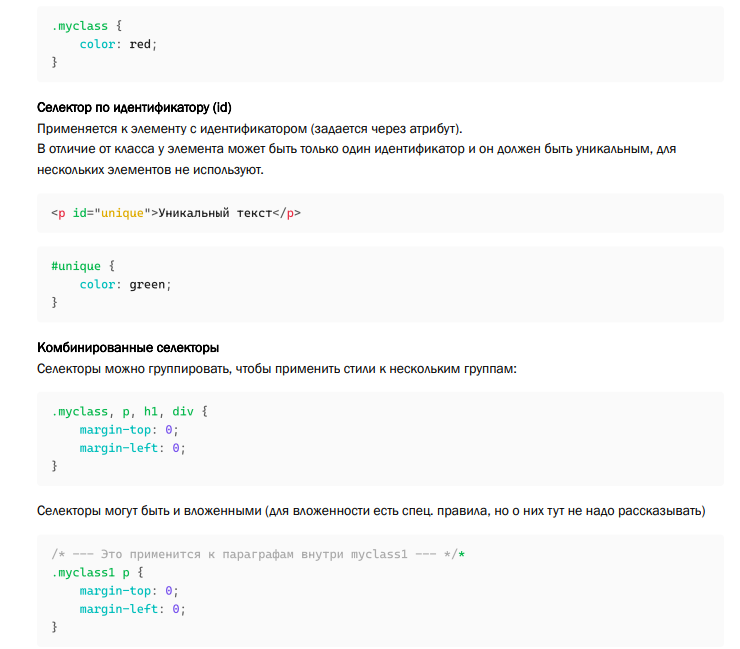 .myclass {
    color: red;
}
Селектор по идентификатору (id)
Применяется к элементу с идентификатором (задается через атрибут).
В отличие от класса у элемента может быть только один идентификатор и он должен быть уникальным, для
нескольких элементов не используют.
<p id="unique">Уникальный текст</p>
#unique {
    color: green;
}
Комбинированные селекторы
Селекторы можно группировать, чтобы применить стили к нескольким группам:
.myclass, p, h1, div {
    margin-top: 0;
    margin-left: 0;
}
Селекторы могут быть и вложенными (для вложенности есть спец. правила, но о них тут не надо рассказывать)
/* --- Это применится к параграфам внутри myclass1 --- */*
.myclass1 p {
    margin-top: 0;
    margin-left: 0;
}